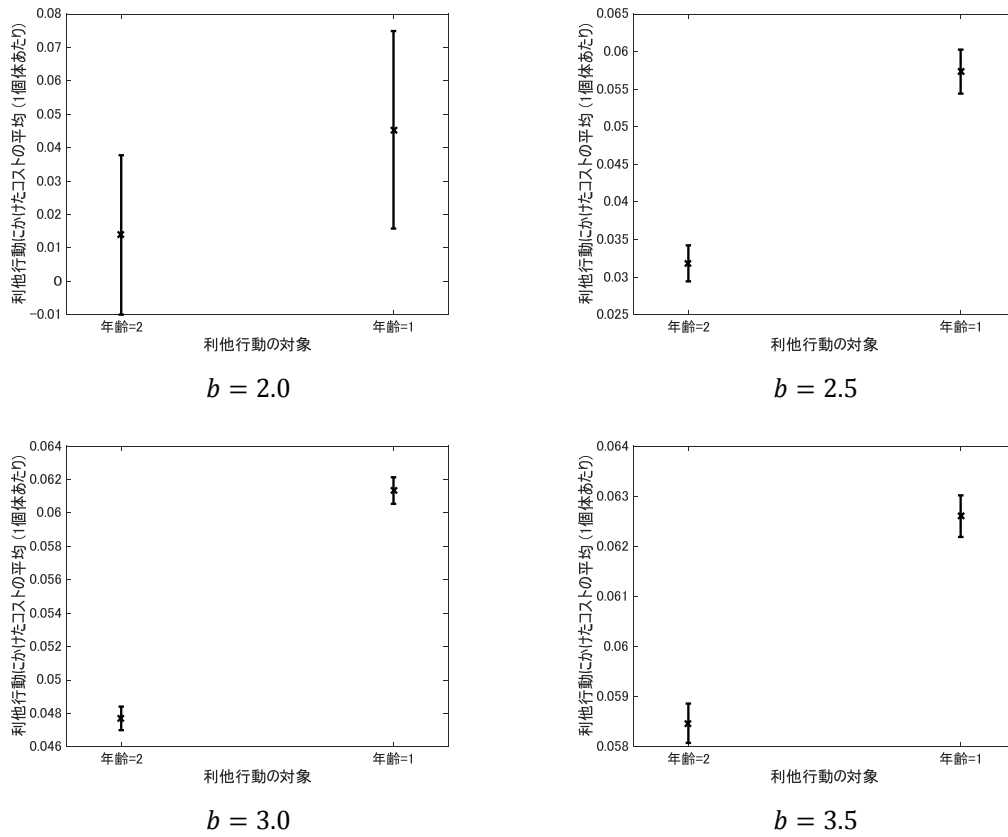 利他行動にかけたコストの平均 (1個体あたり)
0.08
0.07
0.06
0.05
0.04
0.03
0.02
0.01
0
−0.01
年齢=2 年齢=1
利他行動の対象
b = 2.0
利他行動にかけたコストの平均 (1個体あたり)
0.065
0.06
0.055
0.05
0.045
0.04
0.035
0.03
0.025
年齢=2 年齢=1
利他行動の対象
b = 2.5
利他行動にかけたコストの平均 (1個体あたり)
0.064
0.062
0.06
0.058
0.056
0.054
0.052
0.05
0.048
0.046
年齢=2 年齢=1
利他行動の対象
b = 3.0
利他行動にかけたコストの平均 (1個体あたり)
0.064
0.063
0.062
0.061
0.06
0.059
0.058
年齢=2 年齢=1
利他行動の対象
b = 3.5